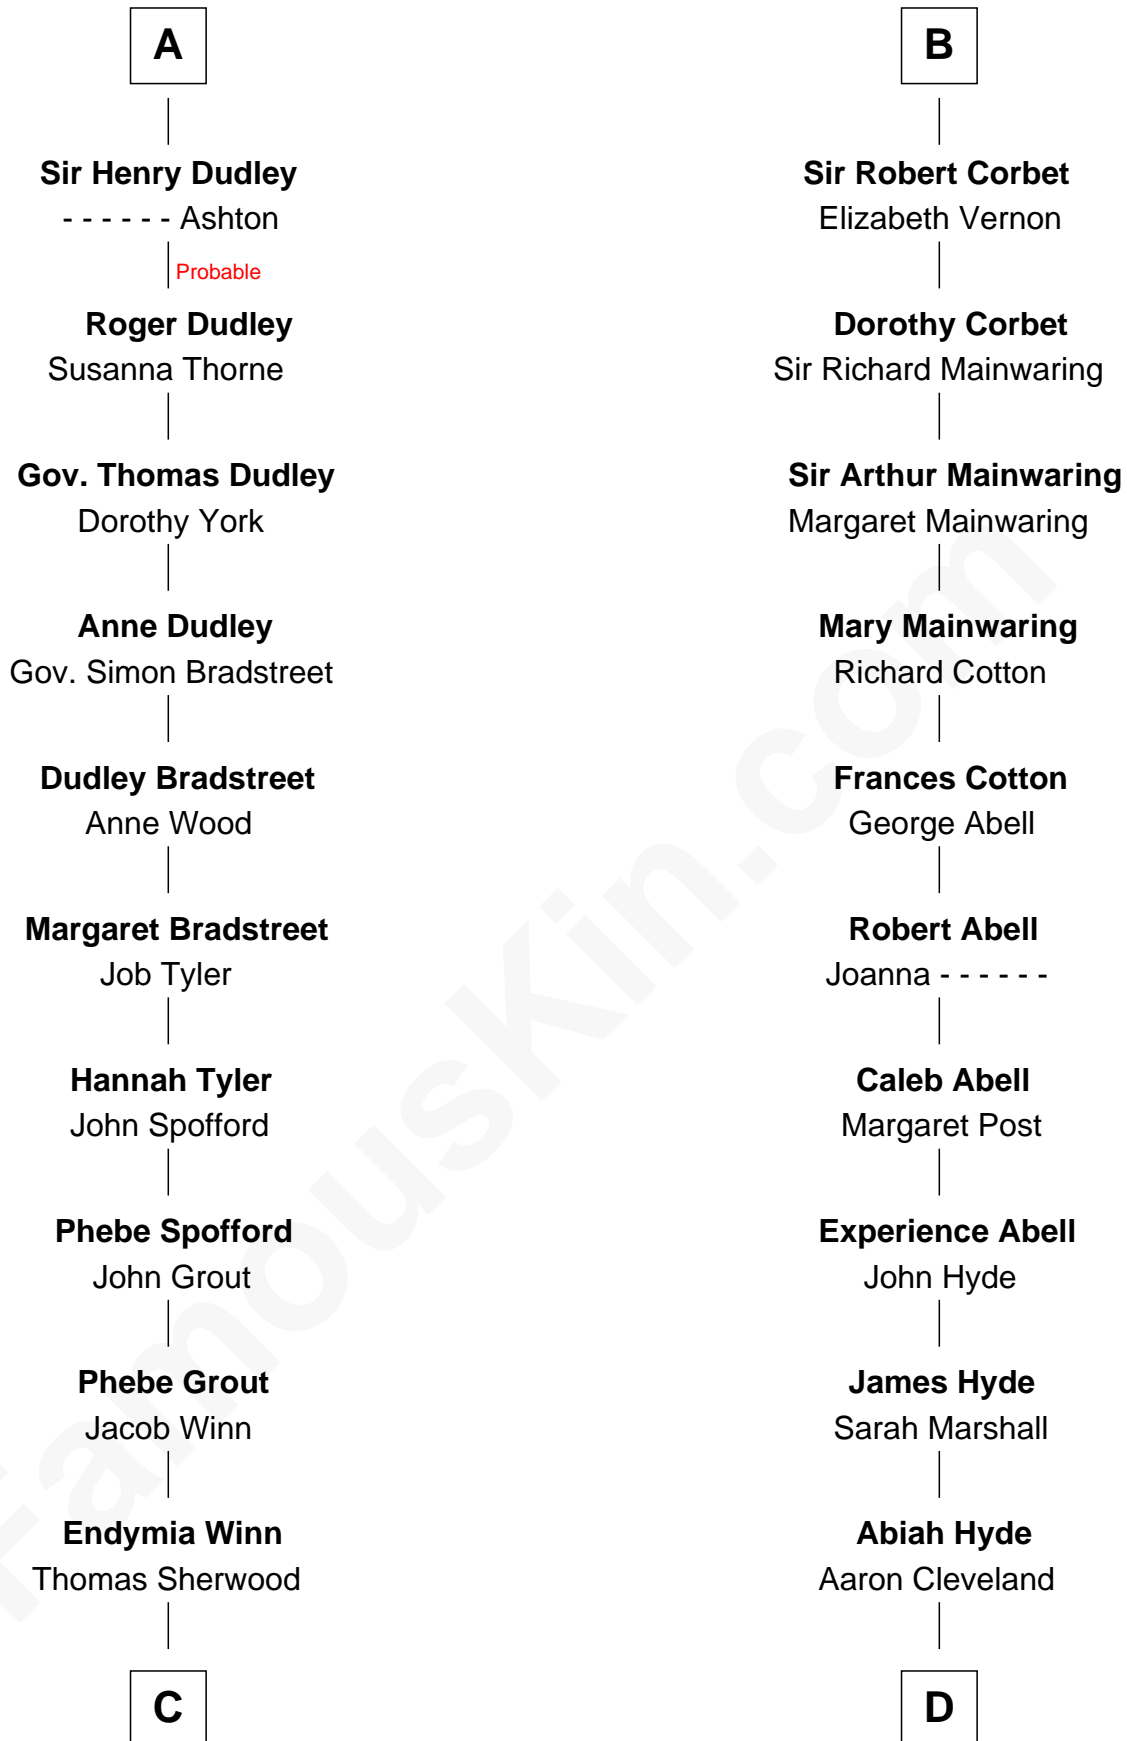 A
Sir Henry Dudley
- - - - - - Ashton
Probable
Roger Dudley
Susanna Thorne
Gov. Thomas Dudley
Dorothy York
Anne Dudley
Gov. Simon Bradstreet
Dudley Bradstreet
Anne Wood
Margaret Bradstreet
Job Tyler
Hannah Tyler
John Spofford
Phebe Spofford
John Grout
Phebe Grout
Jacob Winn
Endymia Winn
Thomas Sherwood
C
B
Sir Robert Corbet
Elizabeth Vernon
Dorothy Corbet
Sir Richard Mainwaring
Sir Arthur Mainwaring
Margaret Mainwaring
Mary Mainwaring
Richard Cotton
Frances Cotton
George Abell
Robert Abell
Joanna - - - - - -
Caleb Abell
Margaret Post
Experience Abell
John Hyde
James Hyde
Sarah Marshall
Abiah Hyde
Aaron Cleveland
D
FamousKin.com